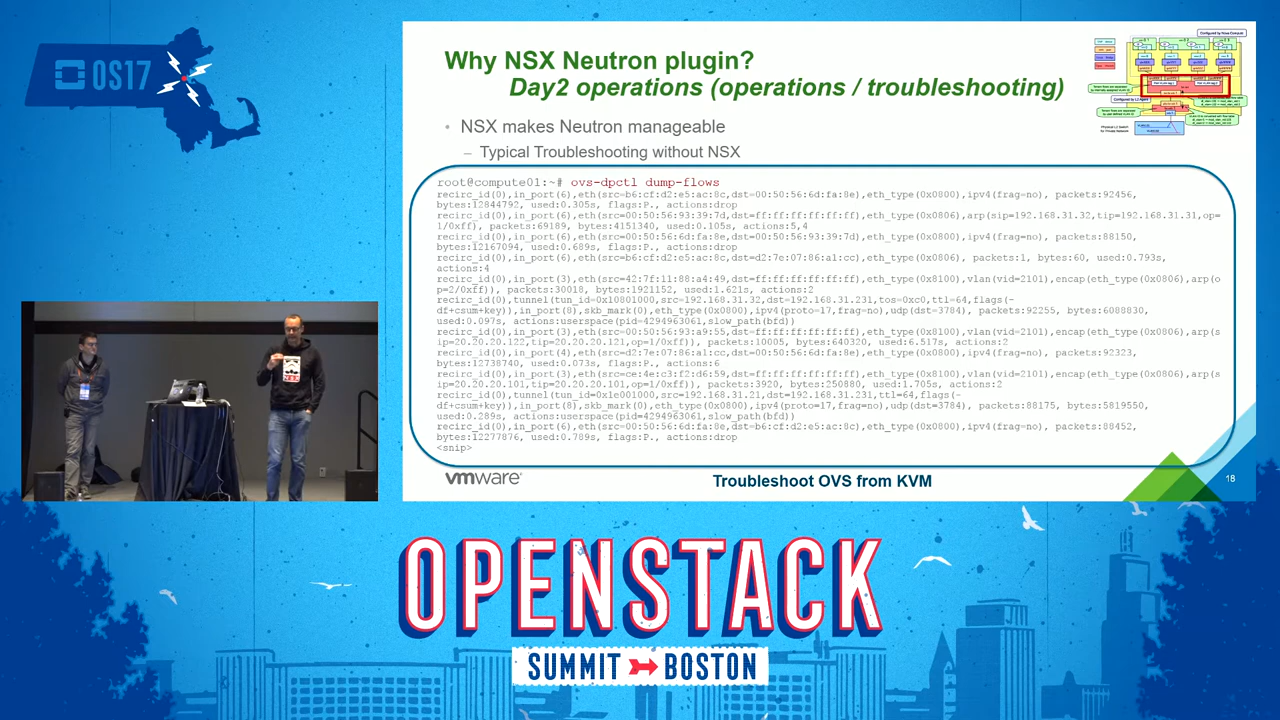 OS17
Why NSX Neutron plugin?
Day2 operations (operations / troubleshooting)
• NSX makes Neutron manageable
– Typical Troubleshooting without NSX
root@compute01:~# ovs-dpctl dump-flows
recirc_id(0),in_port(6),eth(src=b6:cf:d2:e5:ac:8c,dst=00:50:56:6d:fa:8e),eth_type(0x0800),ipv4(frag=no), packets:92456,
bytes:12844792, used:0.305s, flags:P., actions:drop
recirc_id(0),in_port(6),eth(src=00:50:56:93:39:7d,dst=ff:ff:ff:ff:ff:ff),eth_type(0x0806),arp(sip=192.168.31.32,tip=192.168.31.31,op=
1/0xff), packets:69189, bytes:4151340, used:0.105s, actions:5,4
recirc_id(0),in_port(6),eth(src=00:50:56:6d:fa:8e,dst=00:50:56:93:39:7d),eth_type(0x0800),ipv4(frag=no), packets:88150,
bytes:12167094, used:0.689s, flags:P., actions:drop
recirc_id(0),in_port(6),eth(src=b6:cf:d2:e5:ac:8c,dst=d2:7e:07:86:a1:cc),eth_type(0x0806), packets:1, bytes:60, used:0.793s,
actions:4
recirc_id(0),in_port(3),eth(src=42:7f:11:88:a4:49,dst=ff:ff:ff:ff:ff:ff),eth_type(0x8100),vlan(vid=2101),encap(eth_type(0x0806),arp(o
p=2/0xff)), packets:30018, bytes:1921152, used:1.621s, actions:2
recirc_id(0),tunnel(tun_id=0x10801000,src=192.168.31.32,dst=192.168.31.231,tos=0xc0,ttl=64,flags(-
df+csum+key)),in_port(8),skb_mark(0),eth_type(0x0800),ipv4(proto=17,frag=no),udp(dst=3784), packets:92255, bytes:6088830,
used:0.097s, actions:userspace(pid=4294963061,slow_path(bfd))
recirc_id(0),in_port(3),eth(src=00:50:56:93:a9:16,dst=ff:ff:ff:ff:ff:ff),eth_type(0x8100),vlan(vid=2101),encap(eth_type(0x0806),arp(s
ip=20.20.20.122,tip=20.20.20.121,op=1/0xff)), packets:10005, bytes:640320, used:6.517s, actions:2
recirc_id(0),in_port(4),eth(src=d2:7e:07:86:a1:cc,dst=00:50:56:6d:fa:8e),eth_type(0x0800),ipv4(frag=no), packets:92323,
bytes:12738740, used:0.073s, flags:P., actions:6
recirc_id(0),in_port(3),eth(src=ce:4e:c3:f2:d6:59,dst=ff:ff:ff:ff:ff:ff),eth_type(0x8100),vlan(vid=2101),encap(eth_type(0x0806),arp(s
ip=20.20.20.101,tip=20.20.20.101,op=1/0xff)), packets:3920, bytes:250880, used:1.705s, actions:2
recirc_id(0),tunnel(tun_id=0x1e001000,src=192.168.31.21,dst=192.168.31.231,ttl=64,flags(-
df+csum+key)),in_port(8),skb_mark(0),eth_type(0x0800),ipv4(proto=17,frag=no),udp(dst=3784), packets:88175, bytes:5819550,
used:0.289s, actions:userspace(pid=4294963061,slow_path(bfd))
recirc_id(0),in_port(6),eth(src=00:50:56:6d:fa:8e,dst=b6:cf:d2:e5:ac:8c),eth_type(0x0800),ipv4(frag=no), packets:88452,
bytes:12277876, used:0.789s, flags:P., actions:drop
<snip>
vmware
Troubleshoot OVS from KVM
18
NSX
OPENSTACK
SUMMIT BOSTON